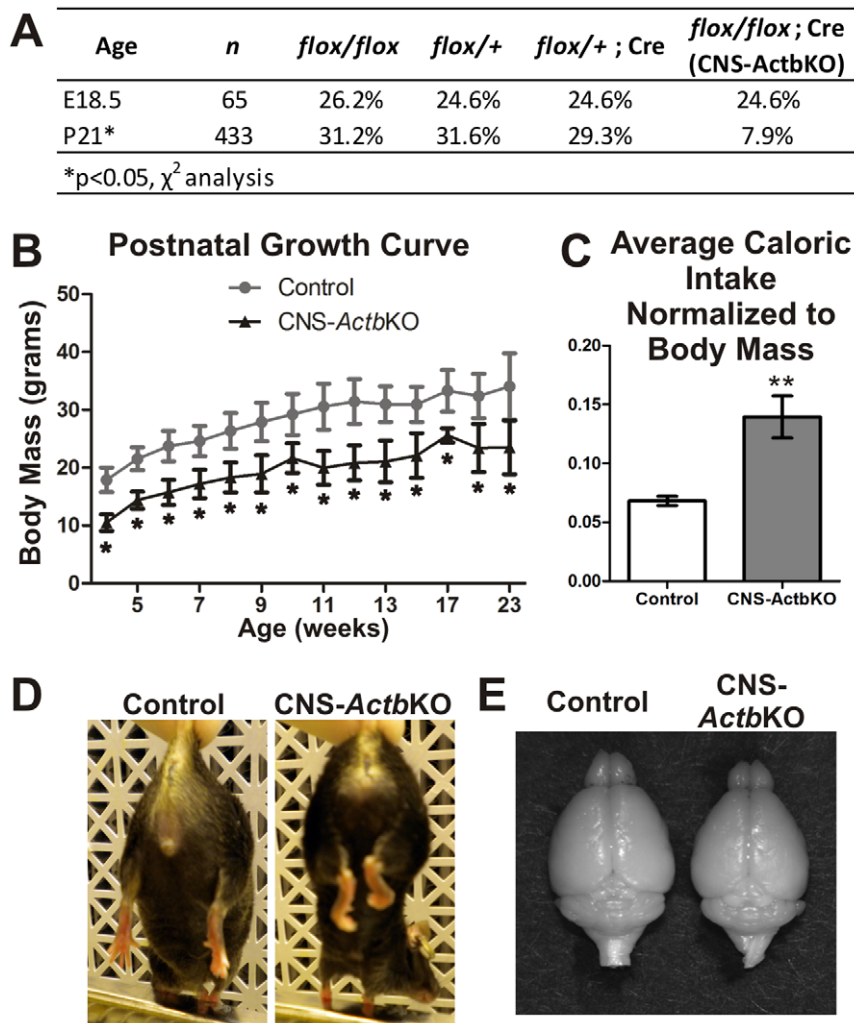 A
Age n flox/flox flox/+ flox/+ ; Cre flox/flox ; Cre (CNS-ActbKO)
E18.5 65 26.2% 24.6% 24.6% 24.6%
P21* 433 31.2% 31.6% 29.3% 7.9%
*p<0.05, χ² analysis
B
Postnatal Growth Curve
Control
CNS-ActbKO
Body Mass (grams)
50
40
30
20
10
0
* * * * * * * * * * * * * *
5 7 9 11 13 17 23
Age (weeks)
C
Average Caloric
Intake
Normalized to
Body Mass
0.20
0.15
0.10
0.05
0.00
**
Control CNS-ActbKO
D
Control CNS-ActbKO
E
Control CNS-
ActbKO